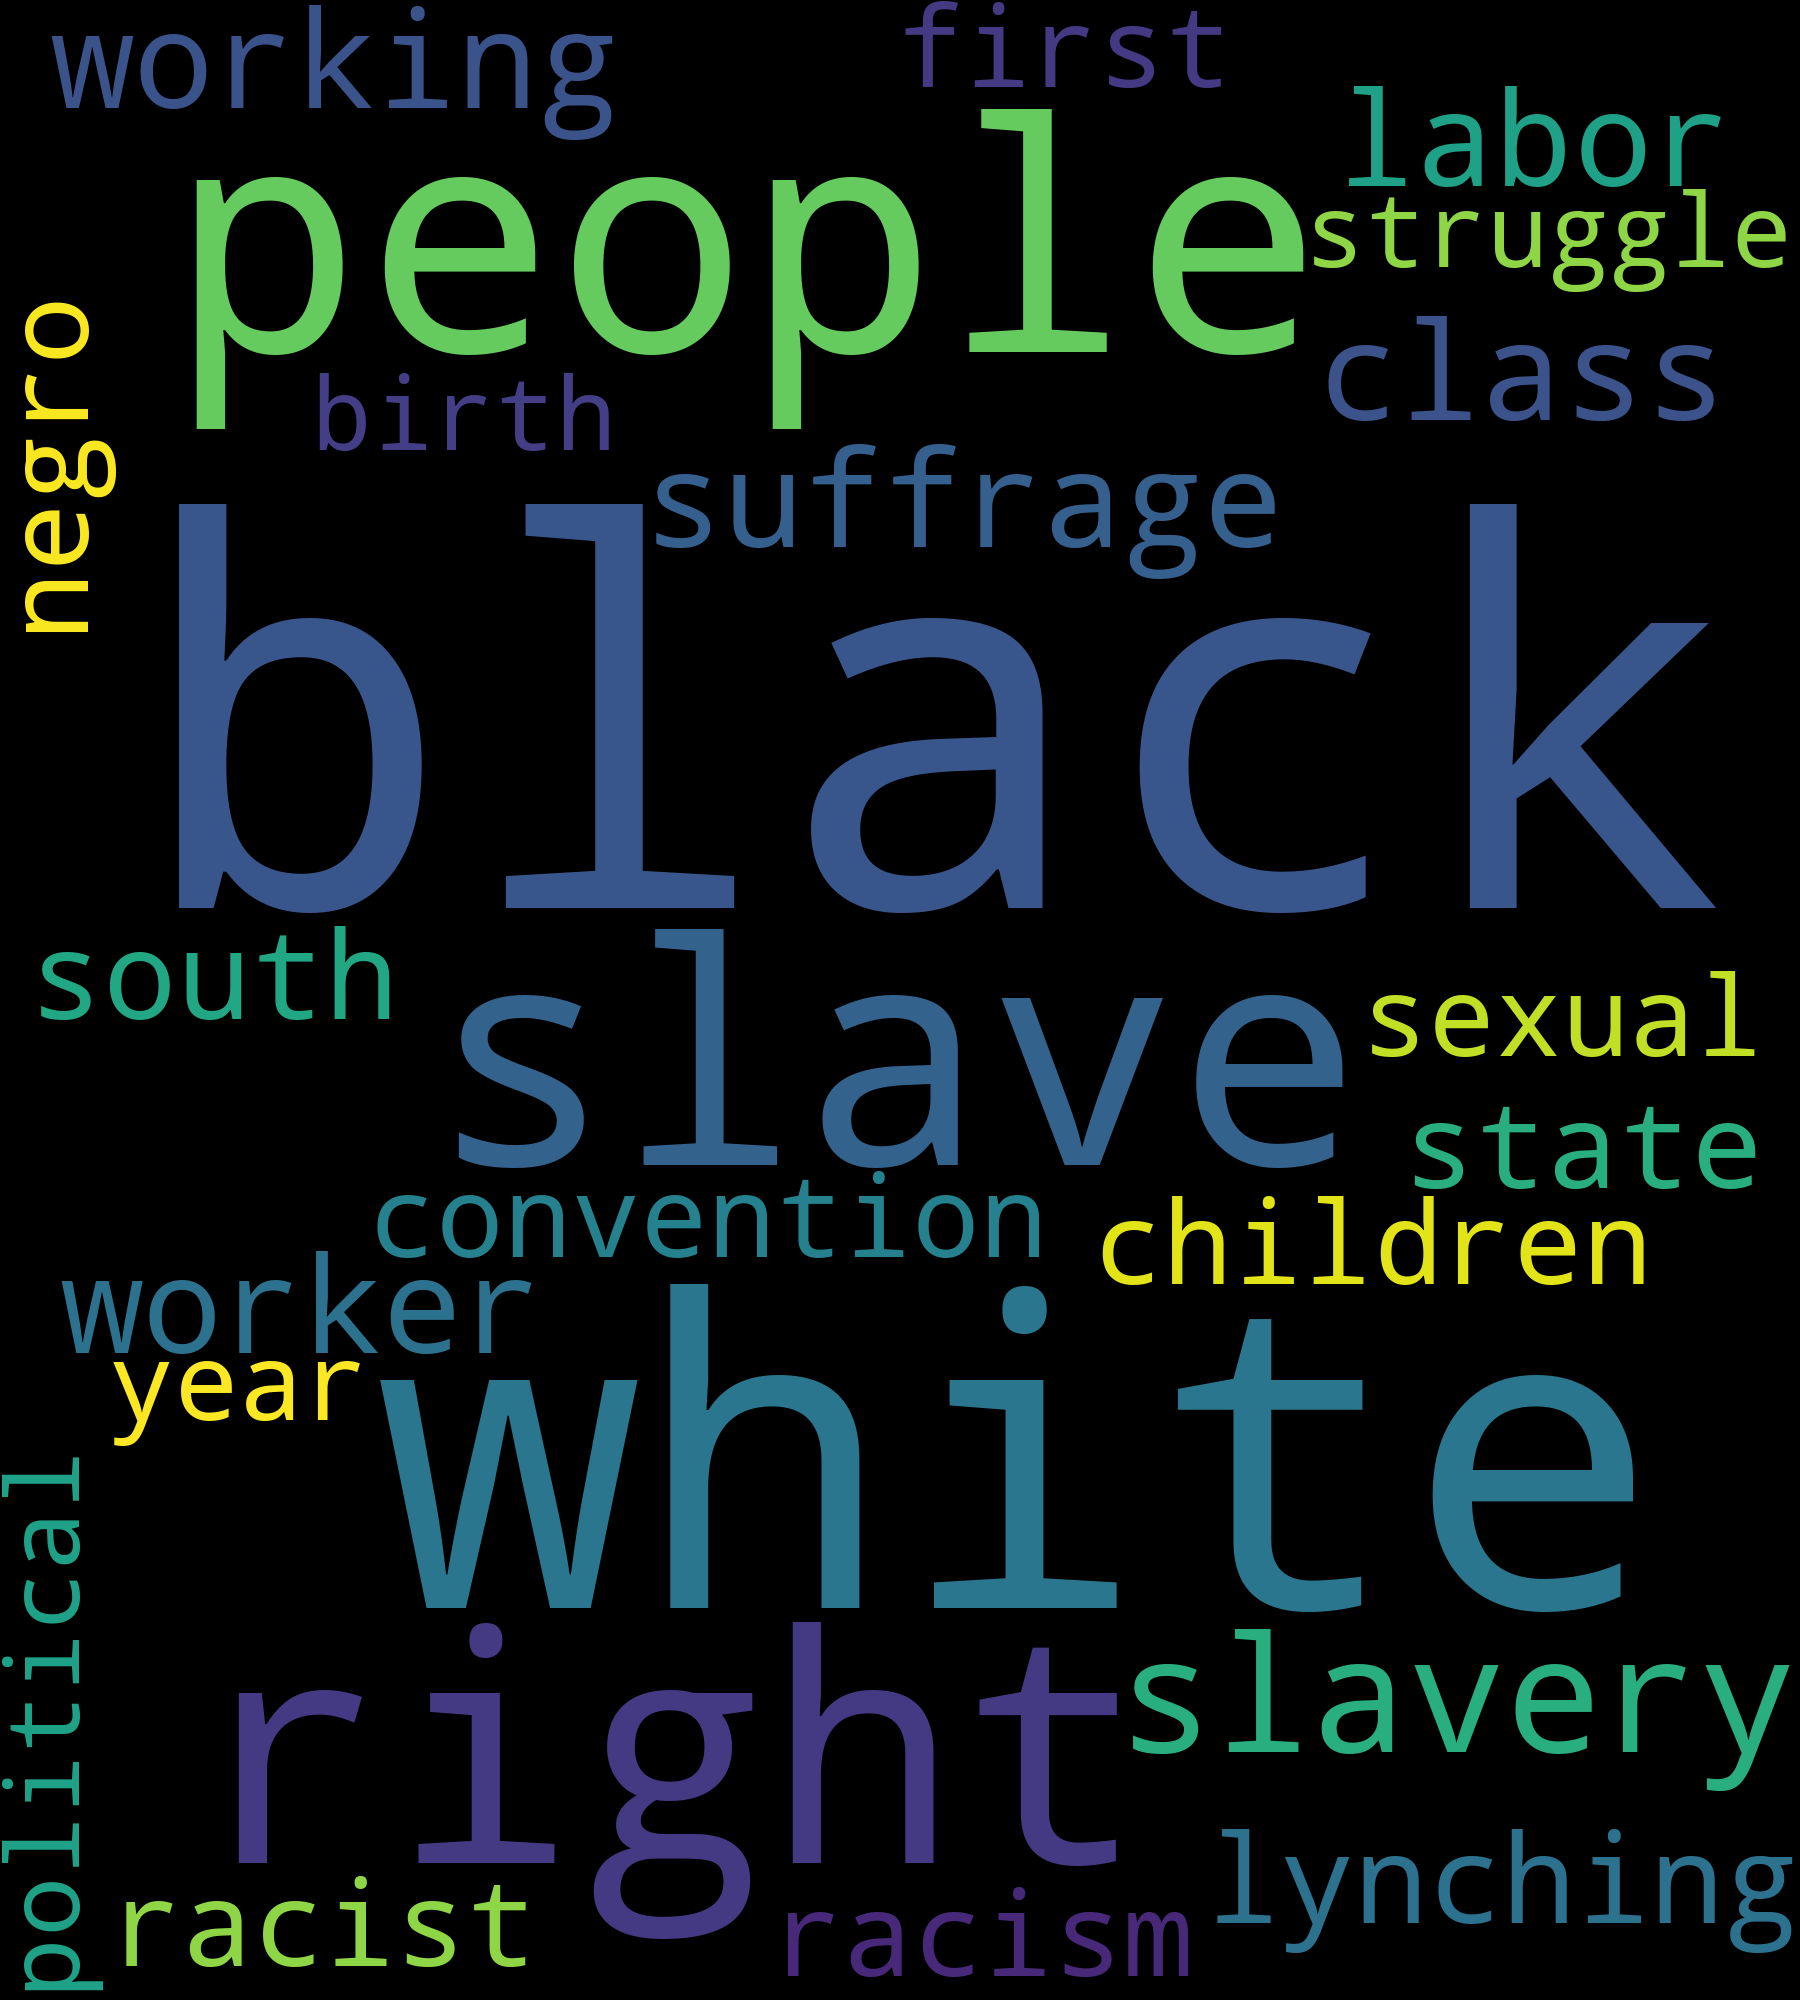 working
first
people
labor
struggle
negro
class
birth
suffrage
black
south
slave
sexual
state
convention
children
worker
white
year
political
right
slavery
lynching
racist
racism